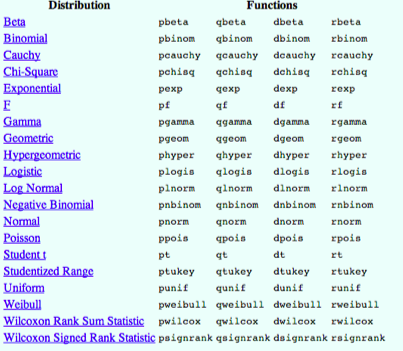 Distribution Functions
Beta pbeta qbeta dbeta rbeta
Binomial pbinom qbinom dbinom rbinom
Cauchy pcauchy qcauchy dcauchy rcauchy
Chi-Square pchisq qchisq dchisq rchisq
Exponential pexp qexp dexp rexp
F pf qf df rf
Gamma pgamma qgamma dgamma rgamma
Geometric pgeom qgeom dgeom rgeom
Hypergeometric phyper qhyper dhyper rhyper
Logistic plogis qlogis dlogis rlogis
Log Normal plnorm qlnorm dlnorm rlnorm
Negative Binomial pnbinom qnbinom dnbinom rnbinom
Normal pnorm qnorm dnorm rnorm
Poisson ppois qpois dpois rpois
Student t pt qt dt rt
Studentized Range ptukey qtukey dtukey rtukey
Uniform punif qunif dunif runif
Weibull pweibull qweibull dweibull rweibull
Wilcoxon Rank Sum Statistic pwilcox qwilcox dwilcox rwilcox
Wilcoxon Signed Rank Statistic psignrank qsignrank dsignrank rsignrank